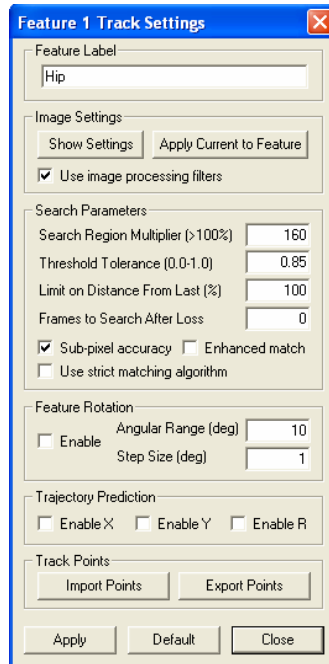 Feature 1 Track Settings
Feature Label
Hip
Image Settings
Show Settings Apply Current to Feature
Use image processing filters
Search Parameters
Search Region Multiplier (>100%) 160
Threshold Tolerance (0.0-1.0) 0.85
Limit on Distance From Last (%) 100
Frames to Search After Loss 0
Sub-pixel accuracy Enhanced match
Use strict matching algorithm
Feature Rotation
Enable Angular Range (deg) 10
Step Size (deg) 1
Trajectory Prediction
Enable X Enable Y Enable R
Track Points
Import Points Export Points
Apply Default Close